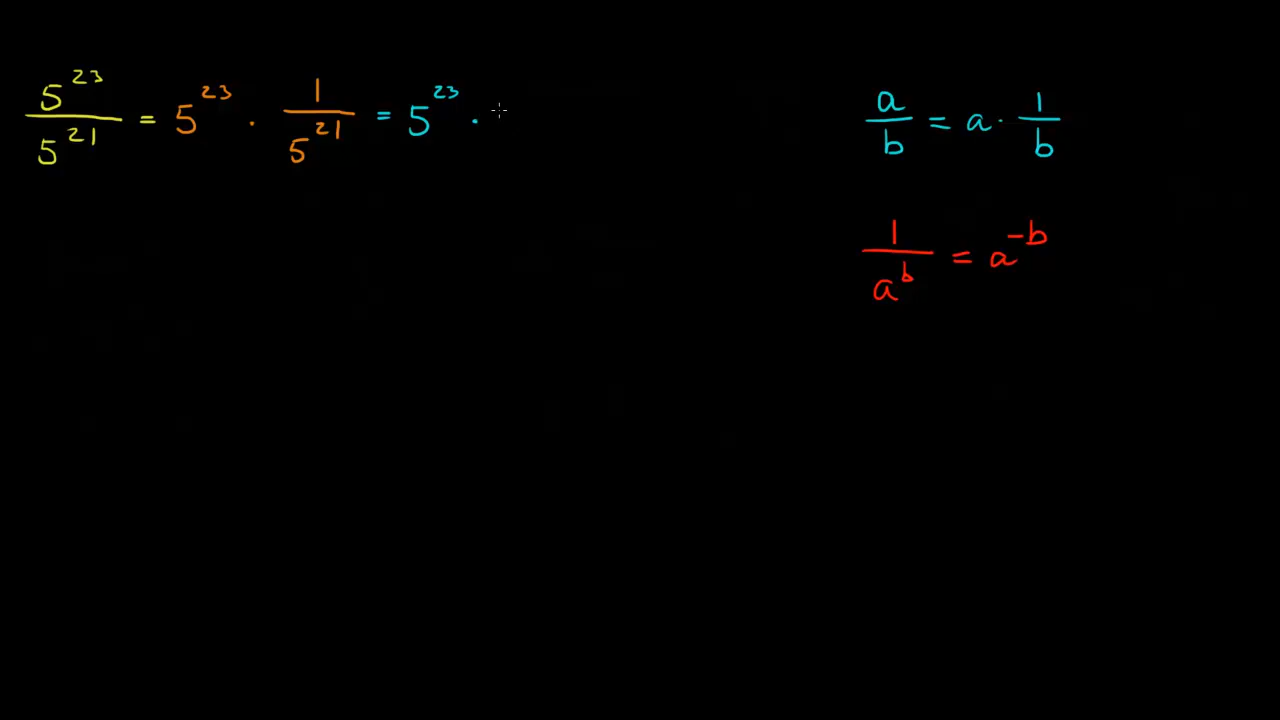 5^23/5^21 = 5^23 · 1/5^21 = 5^23 ·
a/b = a · 1/b
1/a^b = a^-b